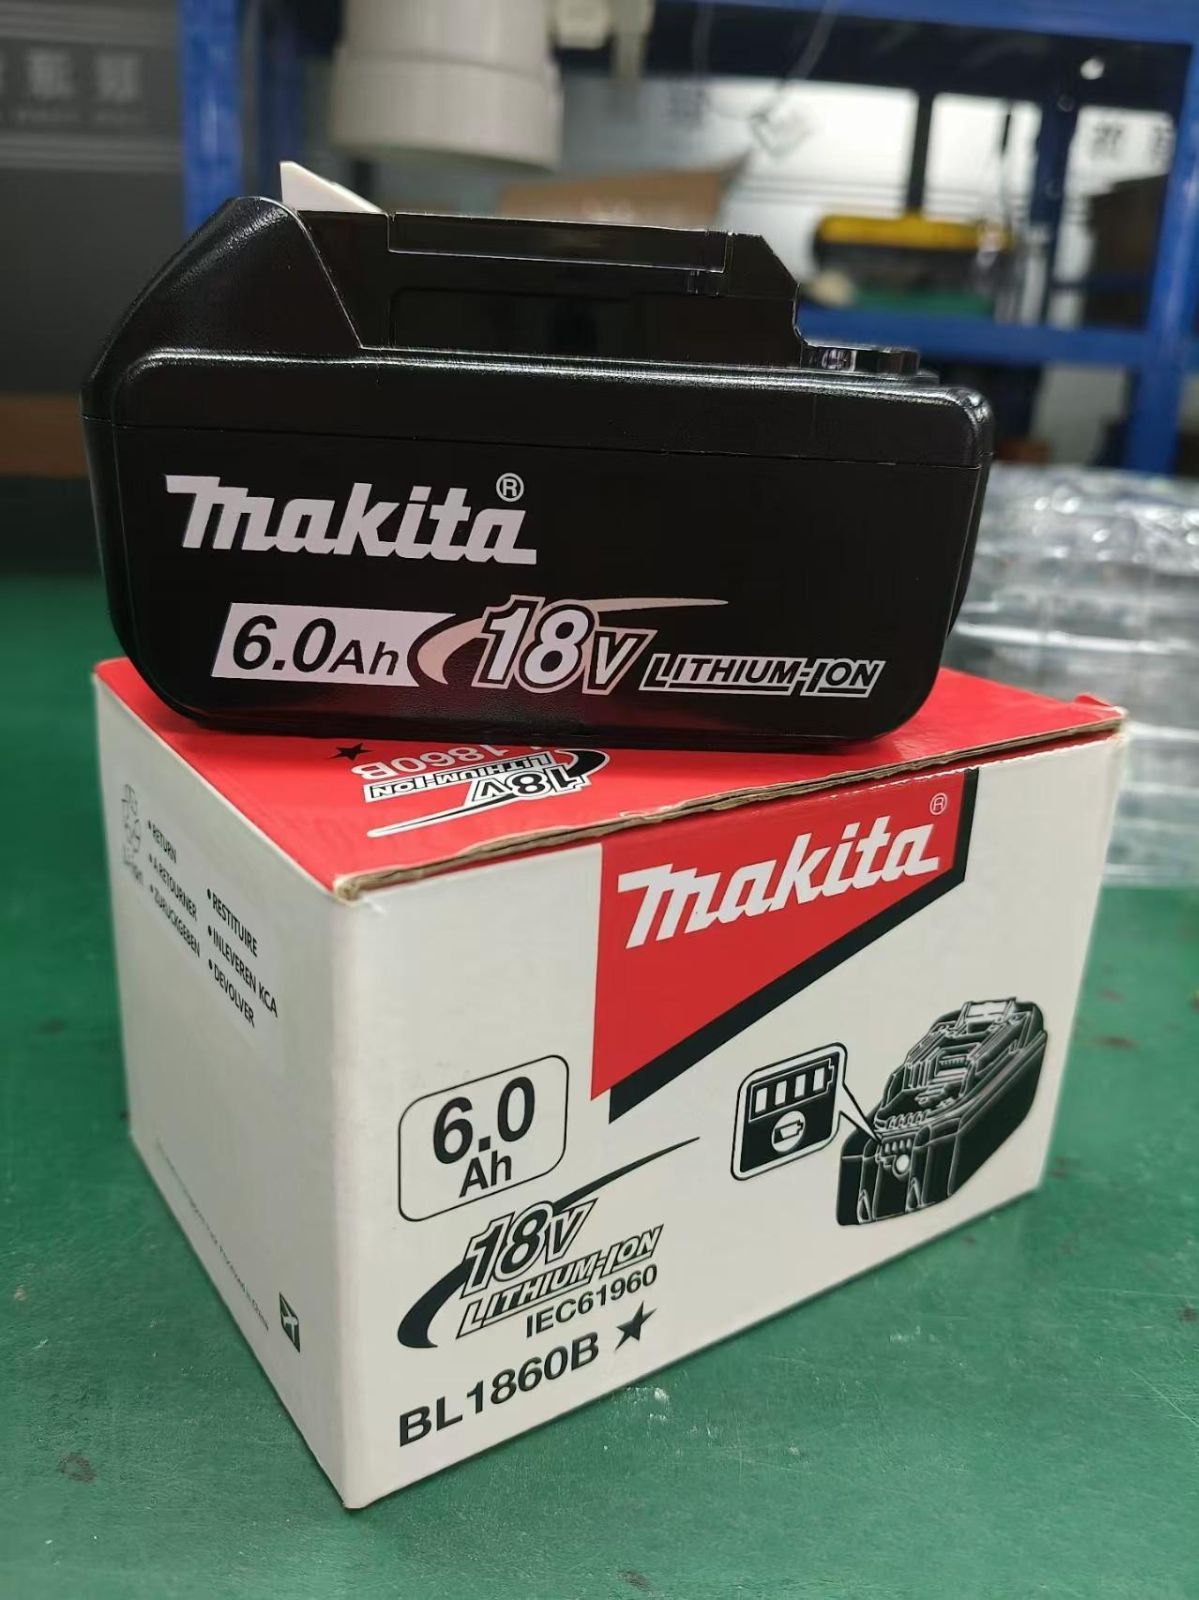 makita®
6.0Ah 18V LITHIUM-ION
1860B ★
18V
LITHIUM-ION
makita®
• RETURN
• A RETOURNER
• ZURÜCKGEBEN
• RESTITUIRE
• INLEVEREN KCA
• DEVOLVER
6.0
Ah
18V
LITHIUM-ION
IEC61960
BL1860B ★